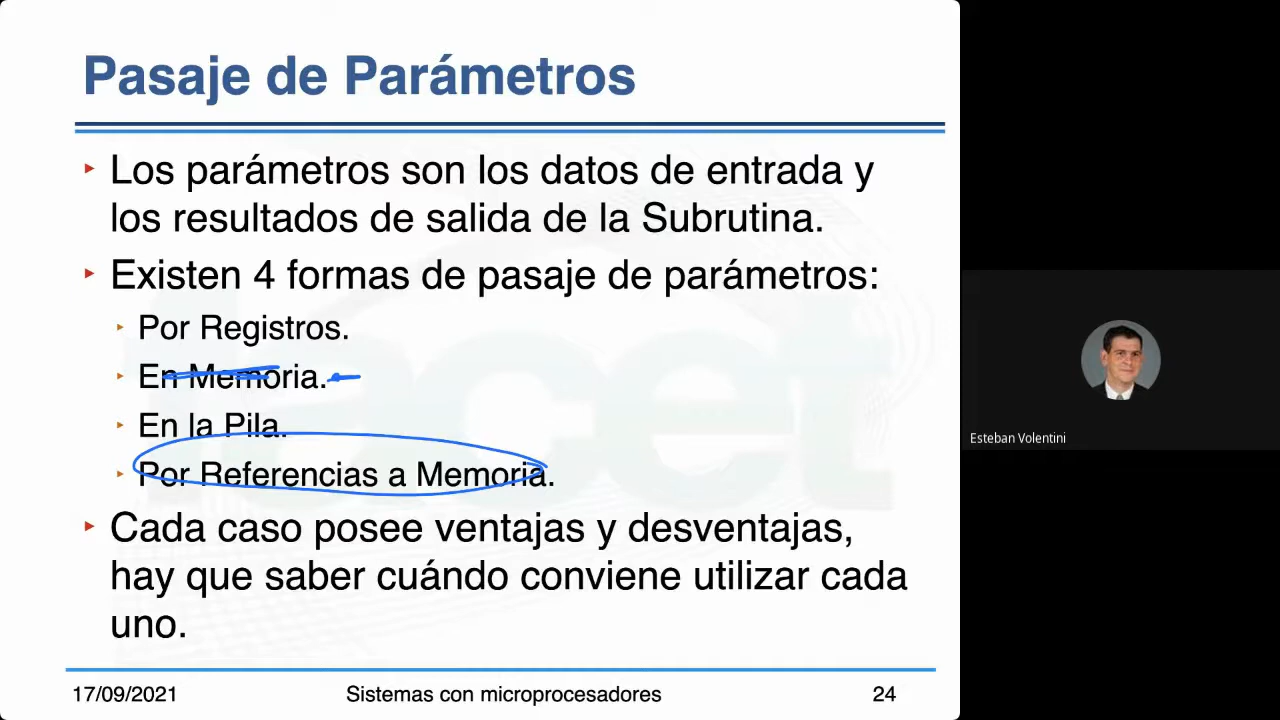 Pasaje de Parámetros
Los parámetros son los datos de entrada y
los resultados de salida de la Subrutina.
Existen 4 formas de pasaje de parámetros:
Por Registros.
En Memoria.
En la Pila.
Por Referencias a Memoria.
Cada caso posee ventajas y desventajas,
hay que saber cuándo conviene utilizar cada
uno.
17/09/2021 Sistemas con microprocesadores 24
Esteban Volentini